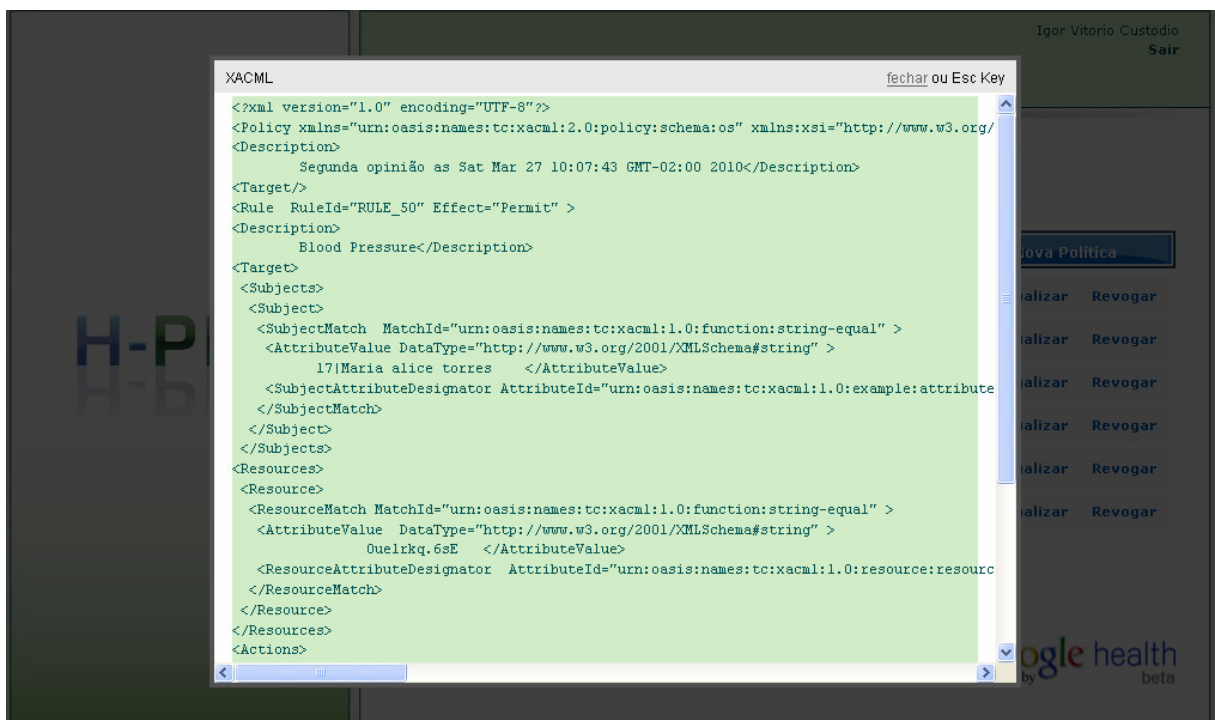 Igor Vitorio Custodio
Sair
XACML
fechar ou Esc Key
<?xml version="1.0" encoding="UTF-8"?>
<Policy xmlns="urn:oasis:names:tc:xacml:2.0:policy:schema:os" xmlns:xsi="http://www.w3.org/
<Description>
Segunda opinião as Sat Mar 27 10:07:43 GMT-02:00 2010</Description>
<Target/>
<Rule RuleId="RULE_50" Effect="Permit" >
<Description>
Blood Pressure</Description>
<Target>
<Subjects>
<Subject>
<SubjectMatch MatchId="urn:oasis:names:tc:xacml:1.0:function:string-equal" >
<AttributeValue DataType="http://www.w3.org/2001/XMLSchema#string" >
17|Maria alice torres </AttributeValue>
<SubjectAttributeDesignator AttributeId="urn:oasis:names:tc:xacml:1.0:example:attribute
</SubjectMatch>
</Subject>
</Subjects>
<Resources>
<Resource>
<ResourceMatch MatchId="urn:oasis:names:tc:xacml:1.0:function:string-equal" >
<AttributeValue DataType="http://www.w3.org/2001/XMLSchema#string" >
0uelrkq.6sE </AttributeValue>
<ResourceAttributeDesignator AttributeId="urn:oasis:names:tc:xacml:1.0:resource:resourc
</ResourceMatch>
</Resource>
</Resources>
<Actions>
H-P
ova Política
alizar Revogar
alizar Revogar
alizar Revogar
alizar Revogar
alizar Revogar
alizar Revogar
ogle health
by beta